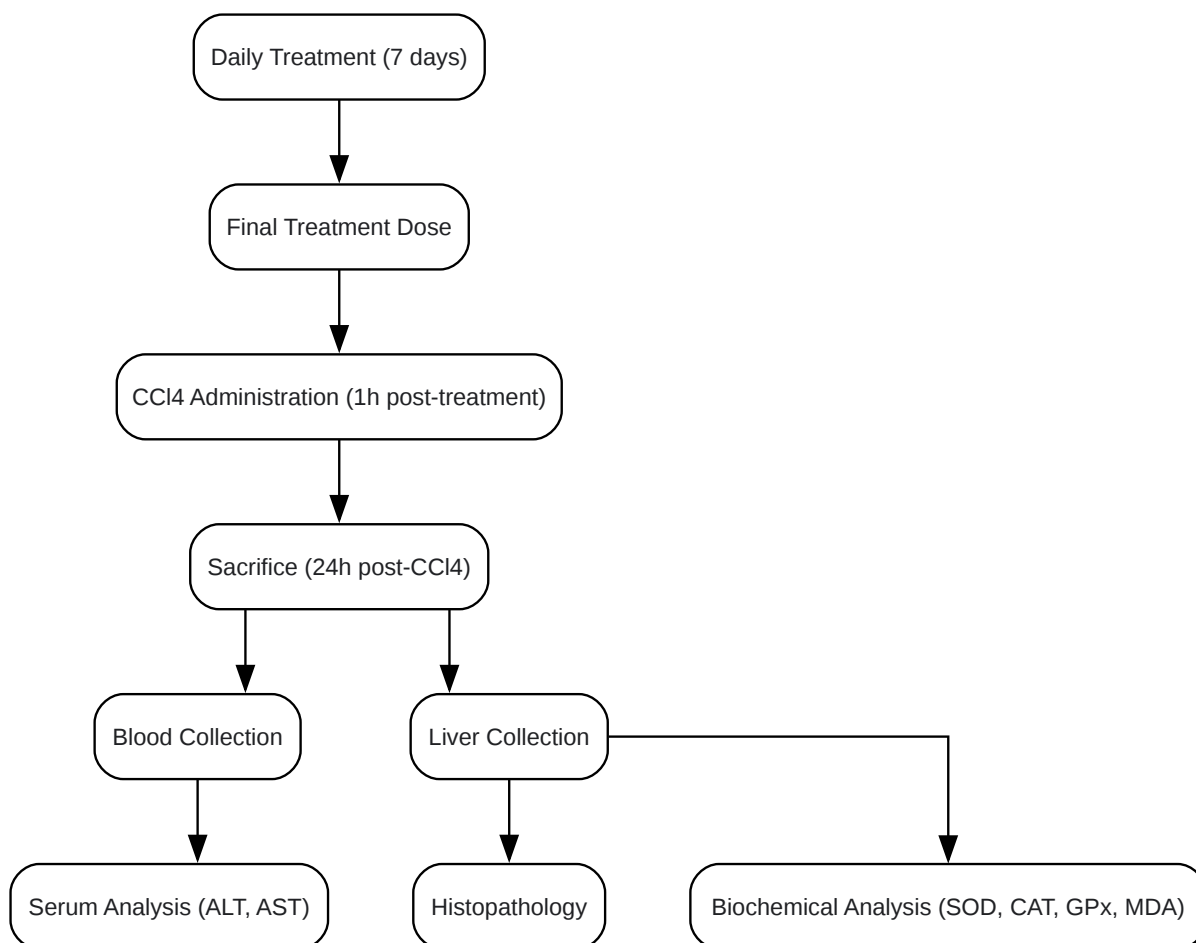 Daily Treatment (7 days)
Final Treatment Dose
CCl4 Administration (1h post-treatment)
Sacrifice (24h post-CCl4)
Blood Collection
Liver Collection
Serum Analysis (ALT, AST)
Histopathology
Biochemical Analysis (SOD, CAT, GPx, MDA)